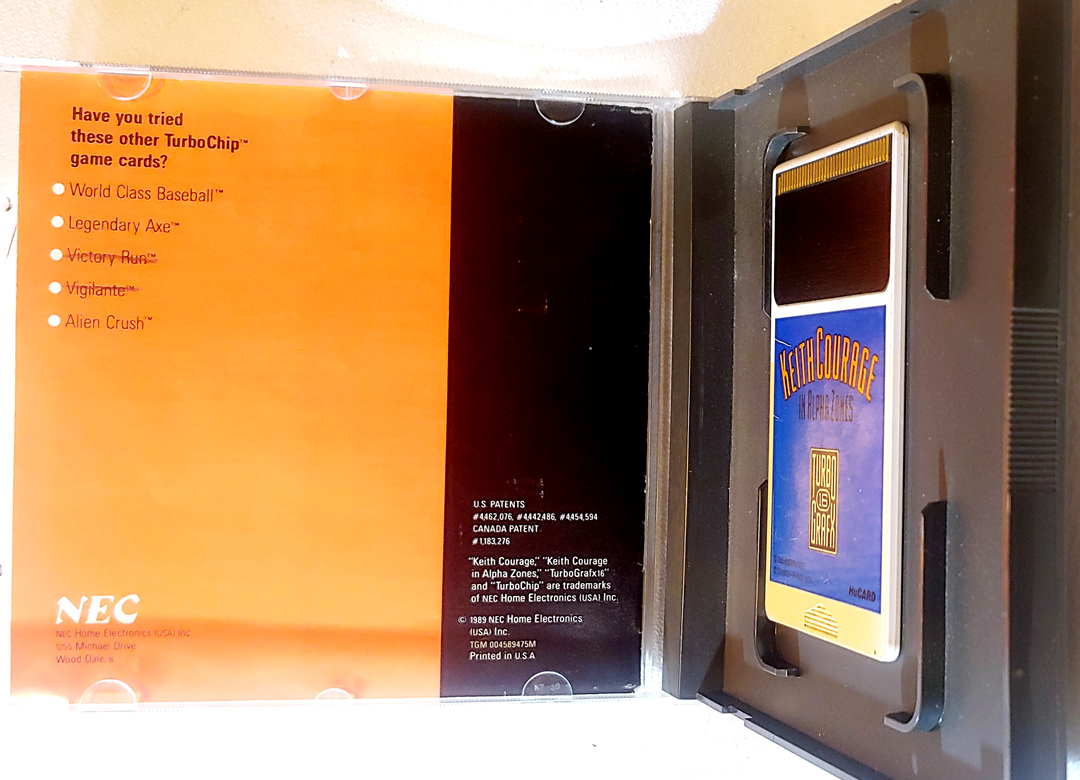 Have you tried
these other TurboChip™
game cards?
World Class Baseball™
Legendary Axe™
Victory Run™
Vigilante™
Alien Crush™
NEC
NEC Home Electronics (USA) Inc.
1255 Michael Drive
Wood Dale, IL
U.S. PATENTS
#4,462,076, #4,442,486, #4,454,594
CANADA PATENT
#1,183,276
"Keith Courage," "Keith Courage
in Alpha Zones," "TurboGrafx16"
and "TurboChip" are trademarks
of NEC Home Electronics (USA) Inc.
© 1989 NEC Home Electronics
(USA) Inc.
TGM 004589475M
Printed in U.S.A.
KEITH COURAGE
IN ALPHA ZONES
TURBO
16
GRAFX
HuCARD